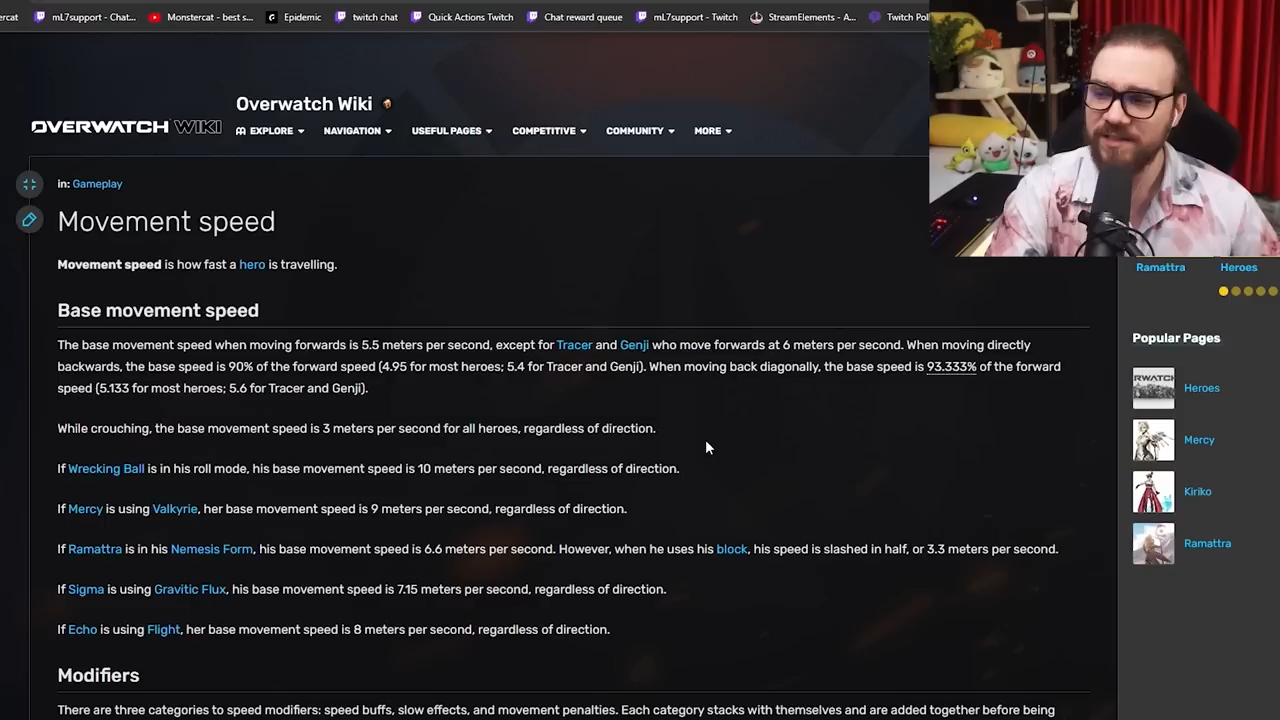 ercat
mL7support - Chat...
Monstercat - best s...
Epidemic
twitch chat
Quick Actions Twitch
Chat reward queue
mL7support - Twitch
StreamElements - A...
Twitch Pol
OVERWATCH WIKI
Overwatch Wiki
EXPLORE
NAVIGATION
USEFUL PAGES
COMPETITIVE
COMMUNITY
MORE
in: Gameplay
Movement speed
Movement speed is how fast a hero is travelling.
Base movement speed
The base movement speed when moving forwards is 5.5 meters per second, except for Tracer and Genji who move forwards at 6 meters per second. When moving directly
backwards, the base speed is 90% of the forward speed (4.95 for most heroes; 5.4 for Tracer and Genji). When moving back diagonally, the base speed is 93.333% of the forward
speed (5.133 for most heroes; 5.6 for Tracer and Genji).
While crouching, the base movement speed is 3 meters per second for all heroes, regardless of direction.
If Wrecking Ball is in his roll mode, his base movement speed is 10 meters per second, regardless of direction.
If Mercy is using Valkyrie, her base movement speed is 9 meters per second, regardless of direction.
If Ramattra is in his Nemesis Form, his base movement speed is 6.6 meters per second. However, when he uses his block, his speed is slashed in half, or 3.3 meters per second.
If Sigma is using Gravitic Flux, his base movement speed is 7.15 meters per second, regardless of direction.
If Echo is using Flight, her base movement speed is 8 meters per second, regardless of direction.
Modifiers
There are three categories to speed modifiers: speed buffs, slow effects, and movement penalties. Each category stacks with themselves and are added together before being
Ramattra
Heroes
Popular Pages
RWATCH
Heroes
Mercy
Kiriko
Ramattra